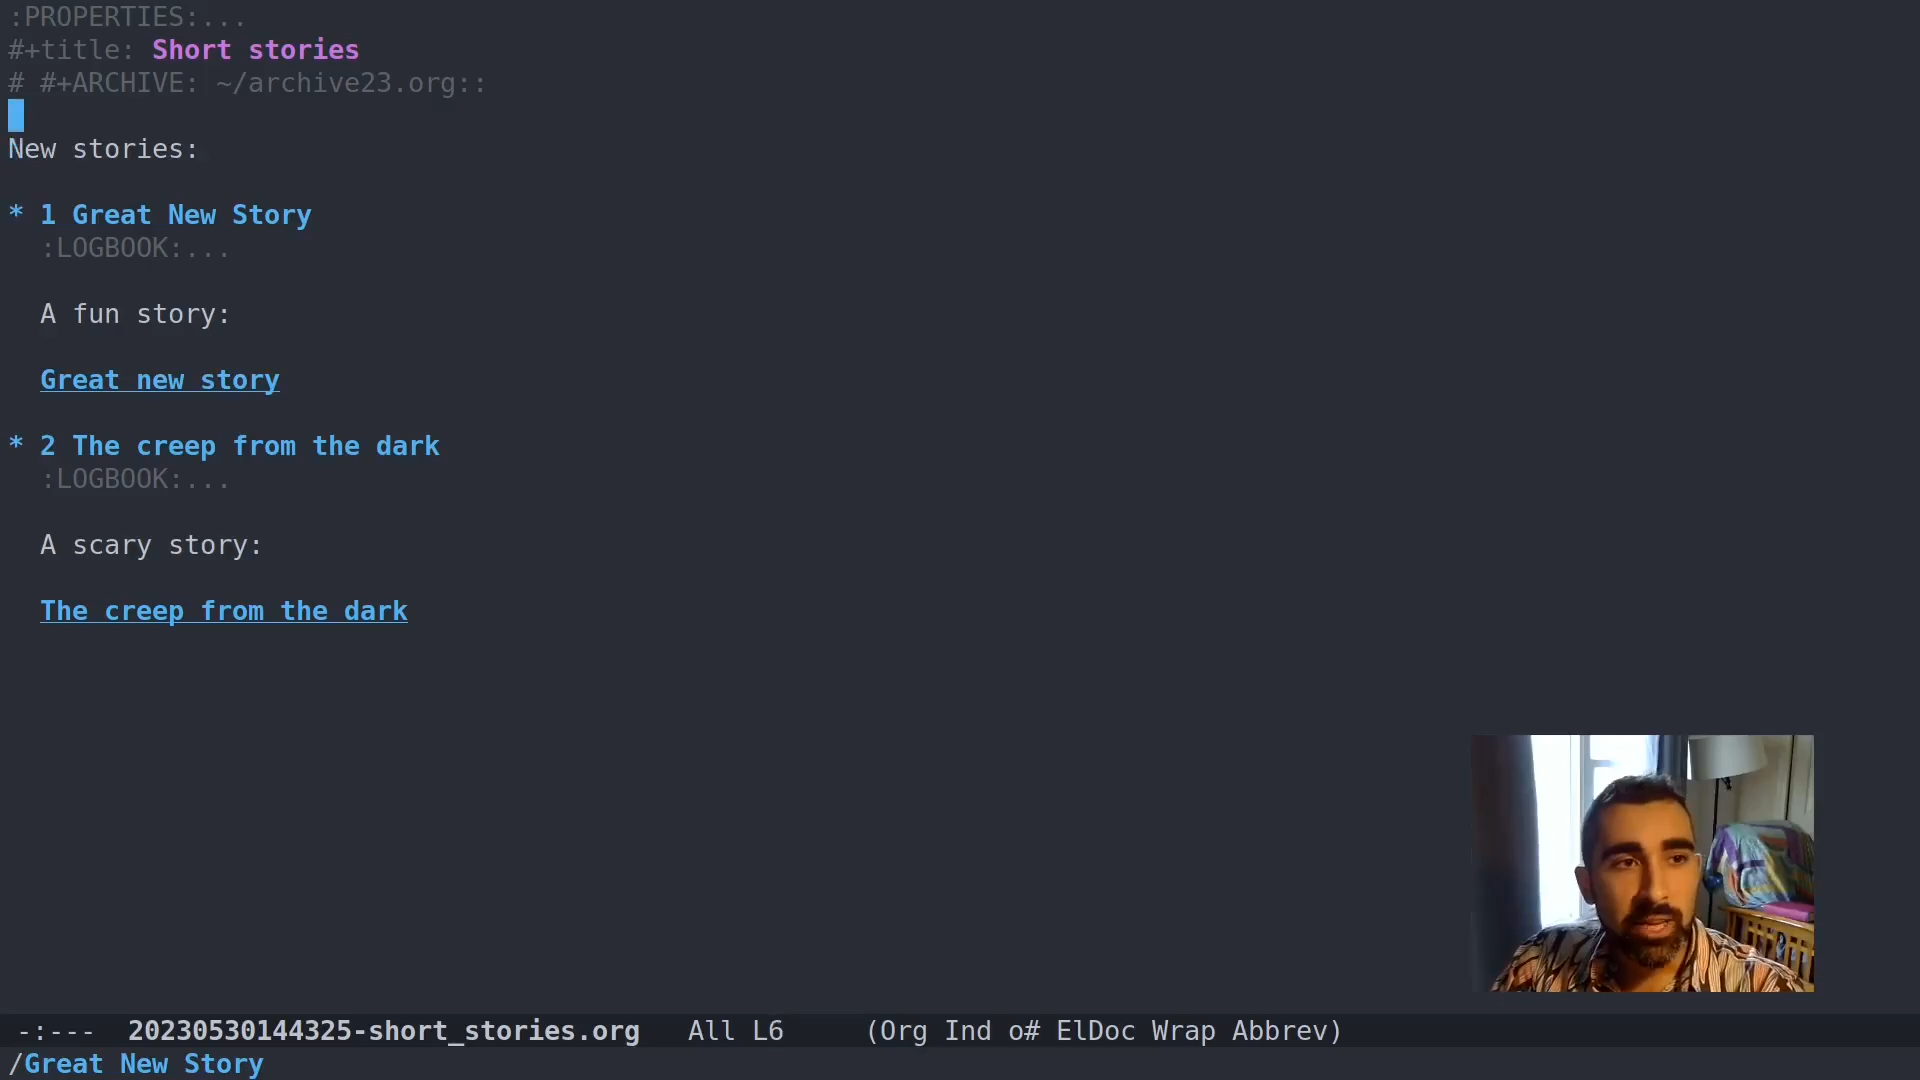 :PROPERTIES:...
#+title: Short stories
# #+ARCHIVE: ~/archive23.org::
New stories:
* 1 Great New Story
:LOGBOOK:...
A fun story:
Great new story
* 2 The creep from the dark
:LOGBOOK:...
A scary story:
The creep from the dark
-:--- 20230530144325-short_stories.org All L6 (Org Ind o# ElDoc Wrap Abbrev)
/Great New Story